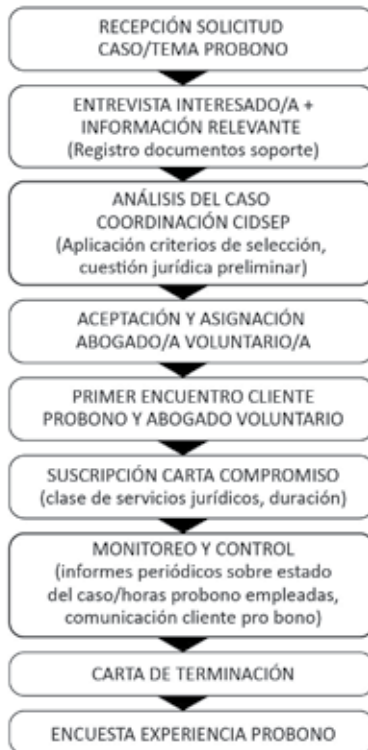 RECEPCIÓN SOLICITUD
CASO/TEMA PROBONO
ENTREVISTA INTERESADO/A +
INFORMACIÓN RELEVANTE
(Registro documentos soporte)
ANÁLISIS DEL CASO
COORDINACIÓN CIDSEP
(Aplicación criterios de selección,
cuestión jurídica preliminar)
ACEPTACIÓN Y ASIGNACIÓN
ABOGADO/A VOLUNTARIO/A
PRIMER ENCUENTRO CLIENTE
PROBONO Y ABOGADO VOLUNTARIO
SUSCRIPCIÓN CARTA COMPROMISO
(clase de servicios jurídicos, duración)
MONITOREO Y CONTROL
(informes periódicos sobre estado
del caso/horas probono empleadas,
comunicación cliente pro bono)
CARTA DE TERMINACIÓN
ENCUESTA EXPERIENCIA PROBONO